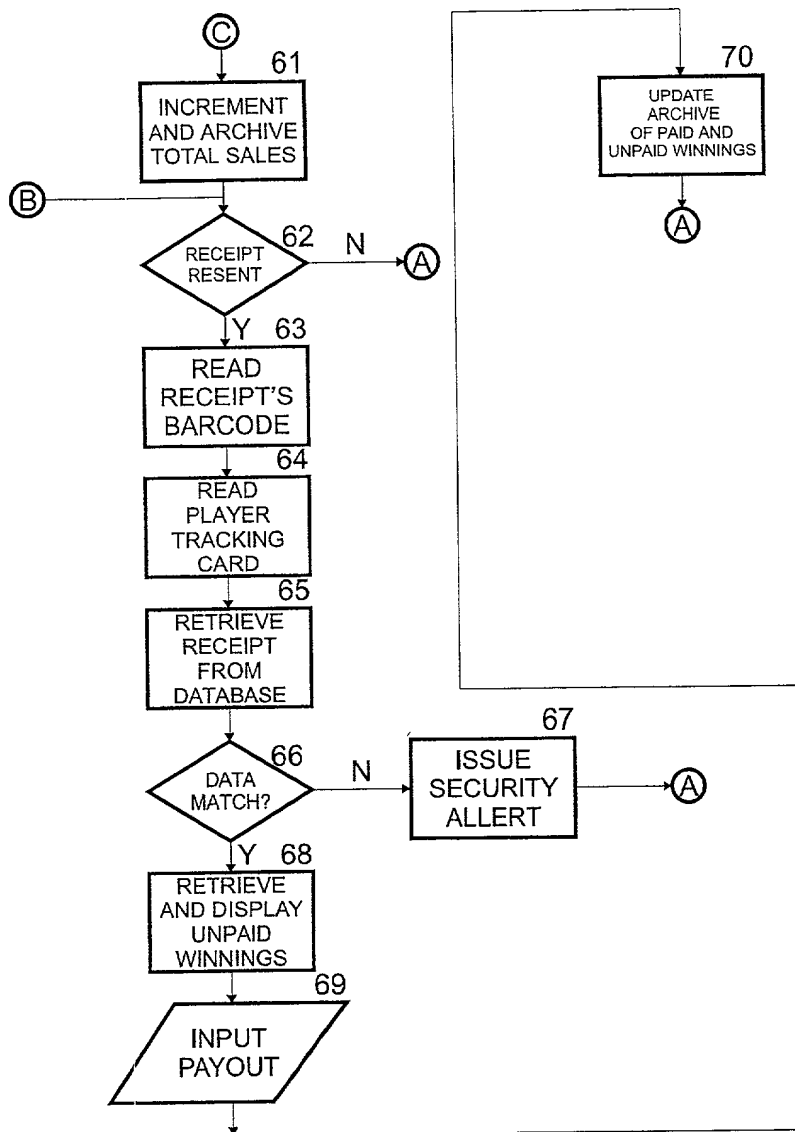 C
61
INCREMENT
AND ARCHIVE
TOTAL SALES
B
62
RECEIPT
RESENT
N
A
Y
63
READ
RECEIPT'S
BARCODE
64
READ
PLAYER
TRACKING
CARD
65
RETRIEVE
RECEIPT
FROM
DATABASE
66
DATA
MATCH?
N
67
ISSUE
SECURITY
ALLERT
A
Y
68
RETRIEVE
AND DISPLAY
UNPAID
WINNINGS
69
INPUT
PAYOUT
70
UPDATE
ARCHIVE
OF PAID AND
UNPAID WINNINGS
A